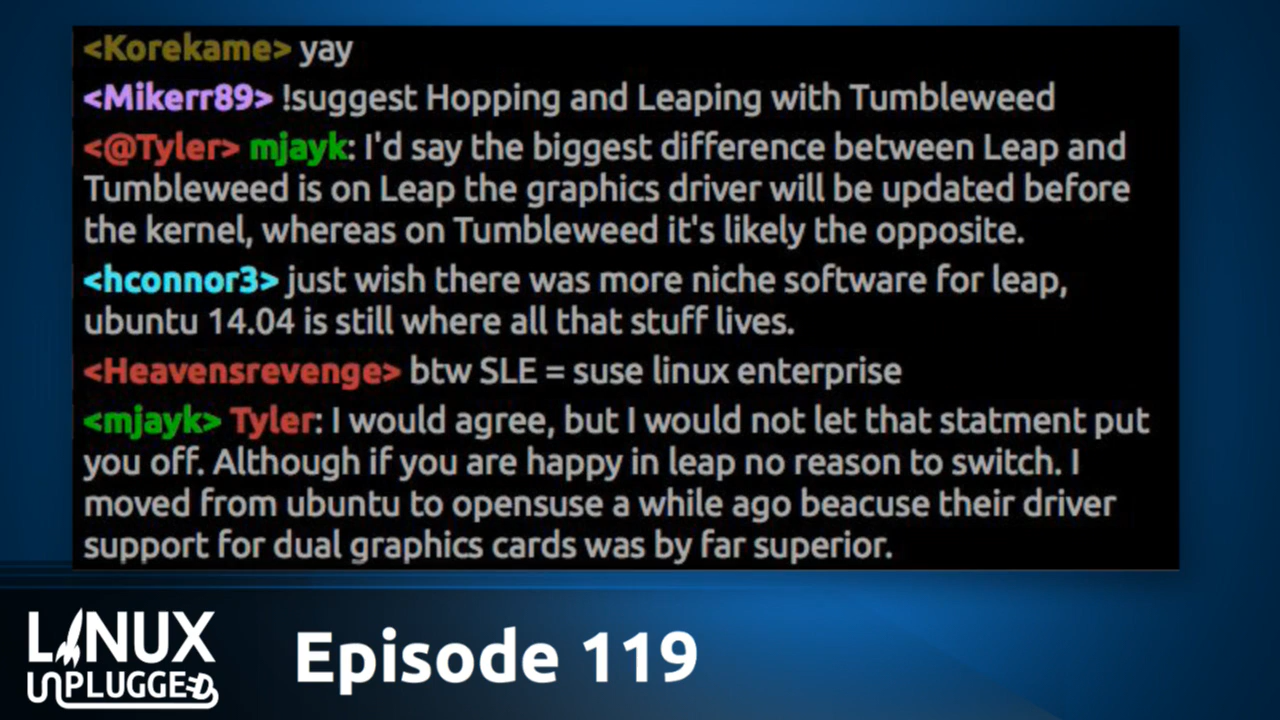 <Korekame> yay
<Mikerr89> !suggest Hopping and Leaping with Tumbleweed
<@Tyler> mjayk: I'd say the biggest difference between Leap and
Tumbleweed is on Leap the graphics driver will be updated before
the kernel, whereas on Tumbleweed it's likely the opposite.
<hconnor3> just wish there was more niche software for leap,
ubuntu 14.04 is still where all that stuff lives.
<Heavensrevenge> btw SLE = suse linux enterprise
<mjayk> Tyler: I would agree, but I would not let that statment put
you off. Although if you are happy in leap no reason to switch. I
moved from ubuntu to opensuse a while ago beacuse their driver
support for dual graphics cards was by far superior.
LINUX
UNPLUGGED
Episode 119